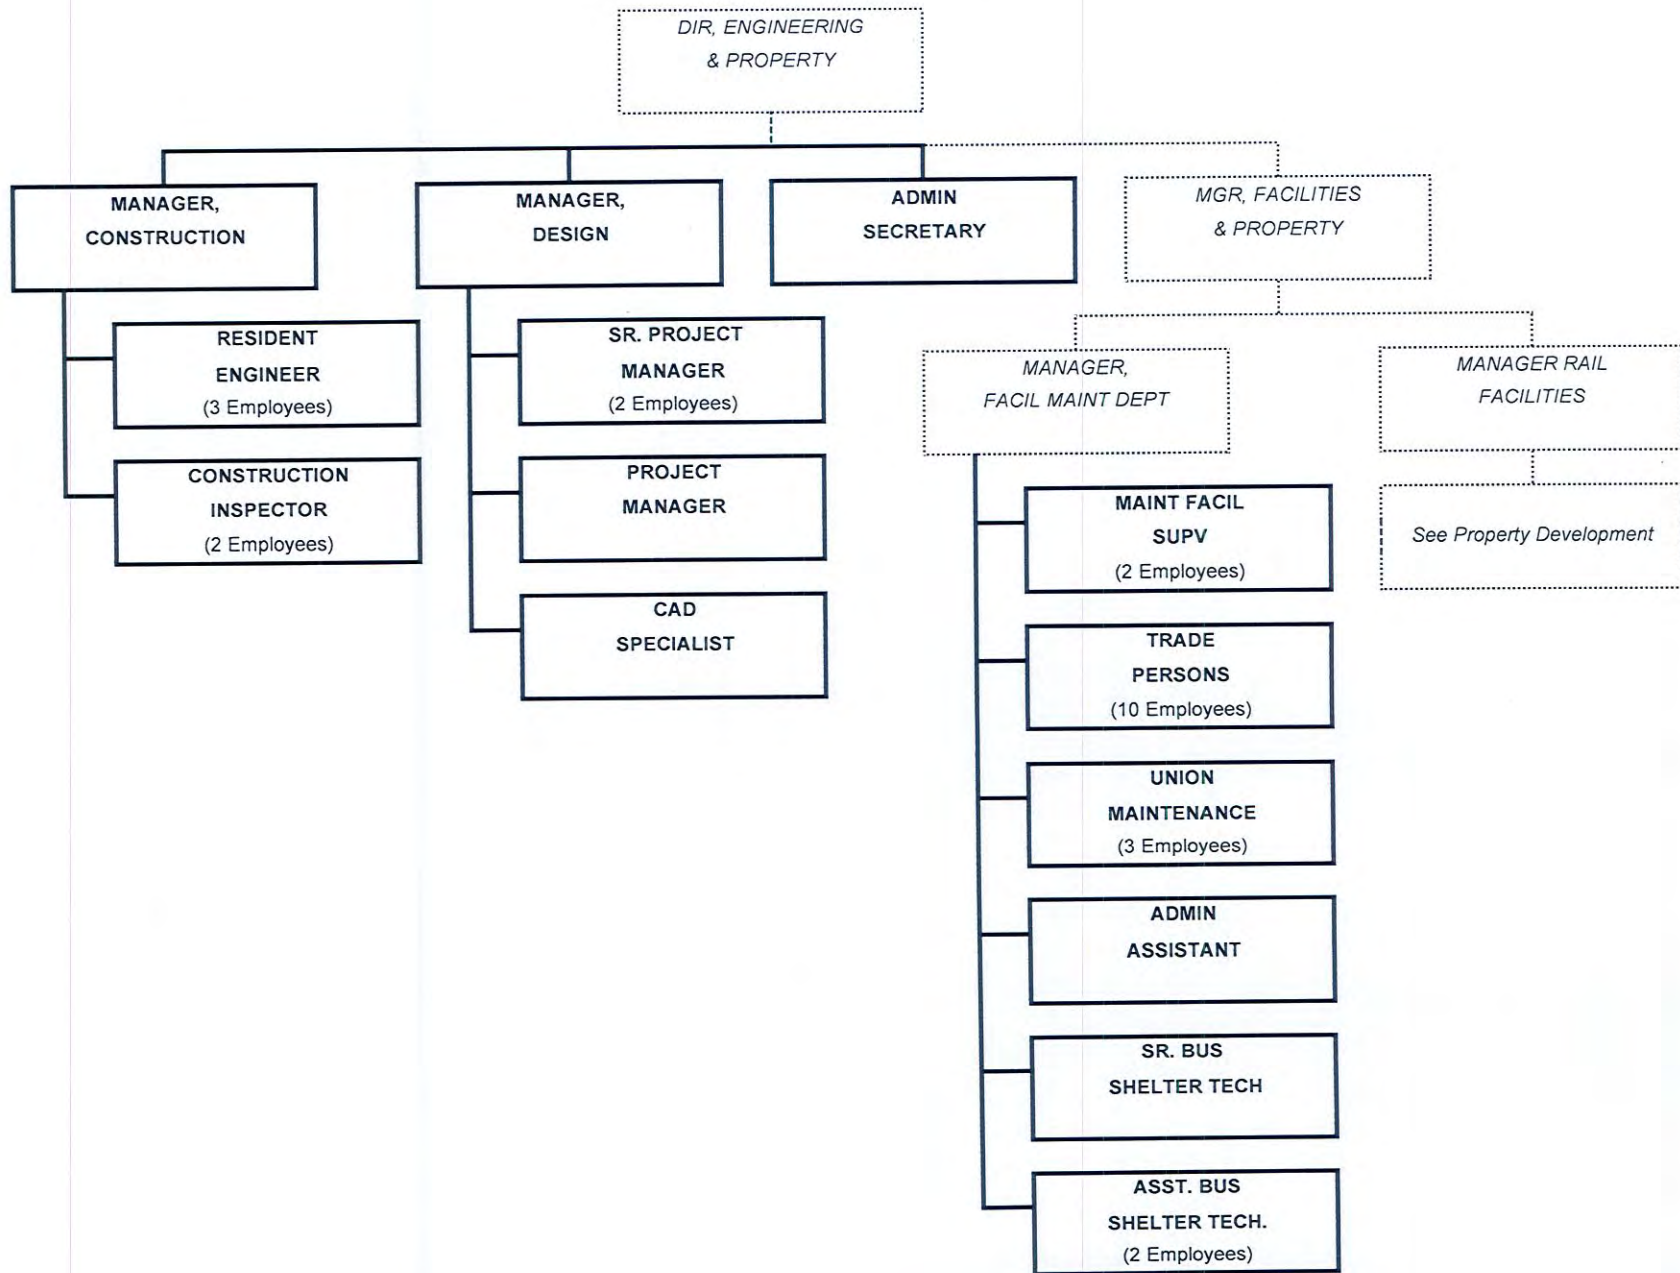 DIR, ENGINEERING
& PROPERTY
MANAGER,
CONSTRUCTION
MANAGER,
DESIGN
ADMIN
SECRETARY
MGR, FACILITIES
& PROPERTY
RESIDENT
ENGINEER
(3 Employees)
CONSTRUCTION
INSPECTOR
(2 Employees)
SR. PROJECT
MANAGER
(2 Employees)
PROJECT
MANAGER
CAD
SPECIALIST
MANAGER,
FACIL MAINT DEPT
MAINT FACIL
SUPV
(2 Employees)
TRADE
PERSONS
(10 Employees)
UNION
MAINTENANCE
(3 Employees)
ADMIN
ASSISTANT
SR. BUS
SHELTER TECH
ASST. BUS
SHELTER TECH.
(2 Employees)
MANAGER RAIL
FACILITIES
See Property Development